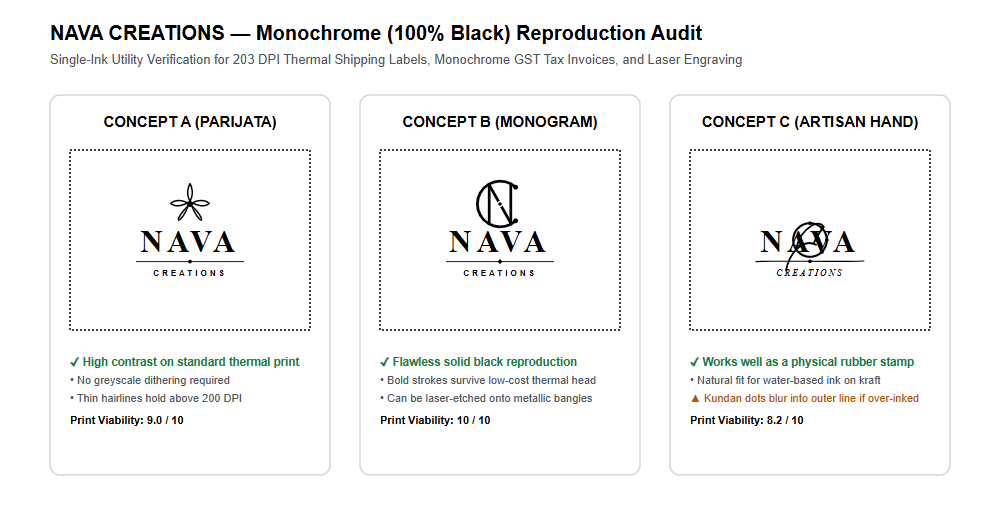 NAVA CREATIONS — Monochrome (100% Black) Reproduction Audit
Single-Ink Utility Verification for 203 DPI Thermal Shipping Labels, Monochrome GST Tax Invoices, and Laser Engraving
CONCEPT A (PARIJATA)
NAVA
CREATIONS
✓ High contrast on standard thermal print
• No greyscale dithering required
• Thin hairlines hold above 200 DPI
Print Viability: 9.0 / 10
CONCEPT B (MONOGRAM)
CN
NAVA
CREATIONS
✓ Flawless solid black reproduction
• Bold strokes survive low-cost thermal head
• Can be laser-etched onto metallic bangles
Print Viability: 10 / 10
CONCEPT C (ARTISAN HAND)
NAVA
CREATIONS
✓ Works well as a physical rubber stamp
• Natural fit for water-based ink on kraft
▲ Kundan dots blur into outer line if over-inked
Print Viability: 8.2 / 10